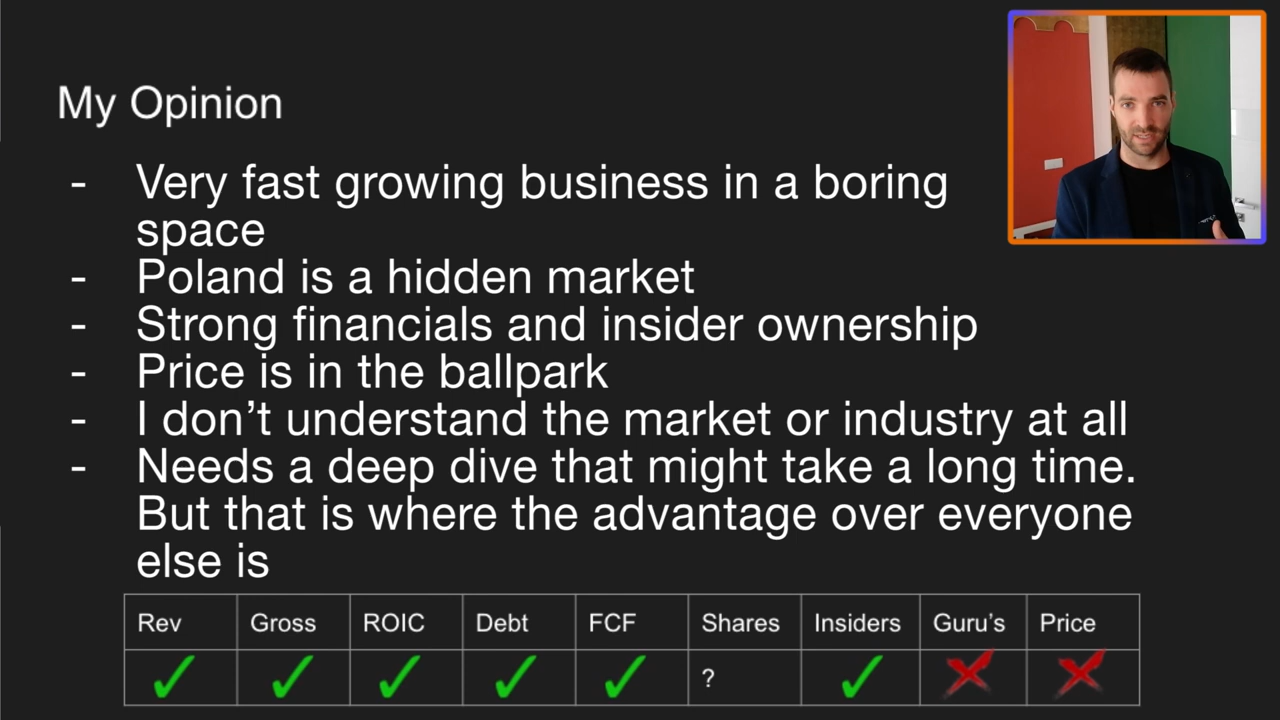 My Opinion
- Very fast growing business in a boring
space
- Poland is a hidden market
- Strong financials and insider ownership
- Price is in the ballpark
- I don’t understand the market or industry at all
- Needs a deep dive that might take a long time.
But that is where the advantage over everyone
else is
Rev Gross ROIC Debt FCF Shares Insiders Guru's Price
✓ ✓ ✓ ✓ ✓ ? ✓ ✗ ✗